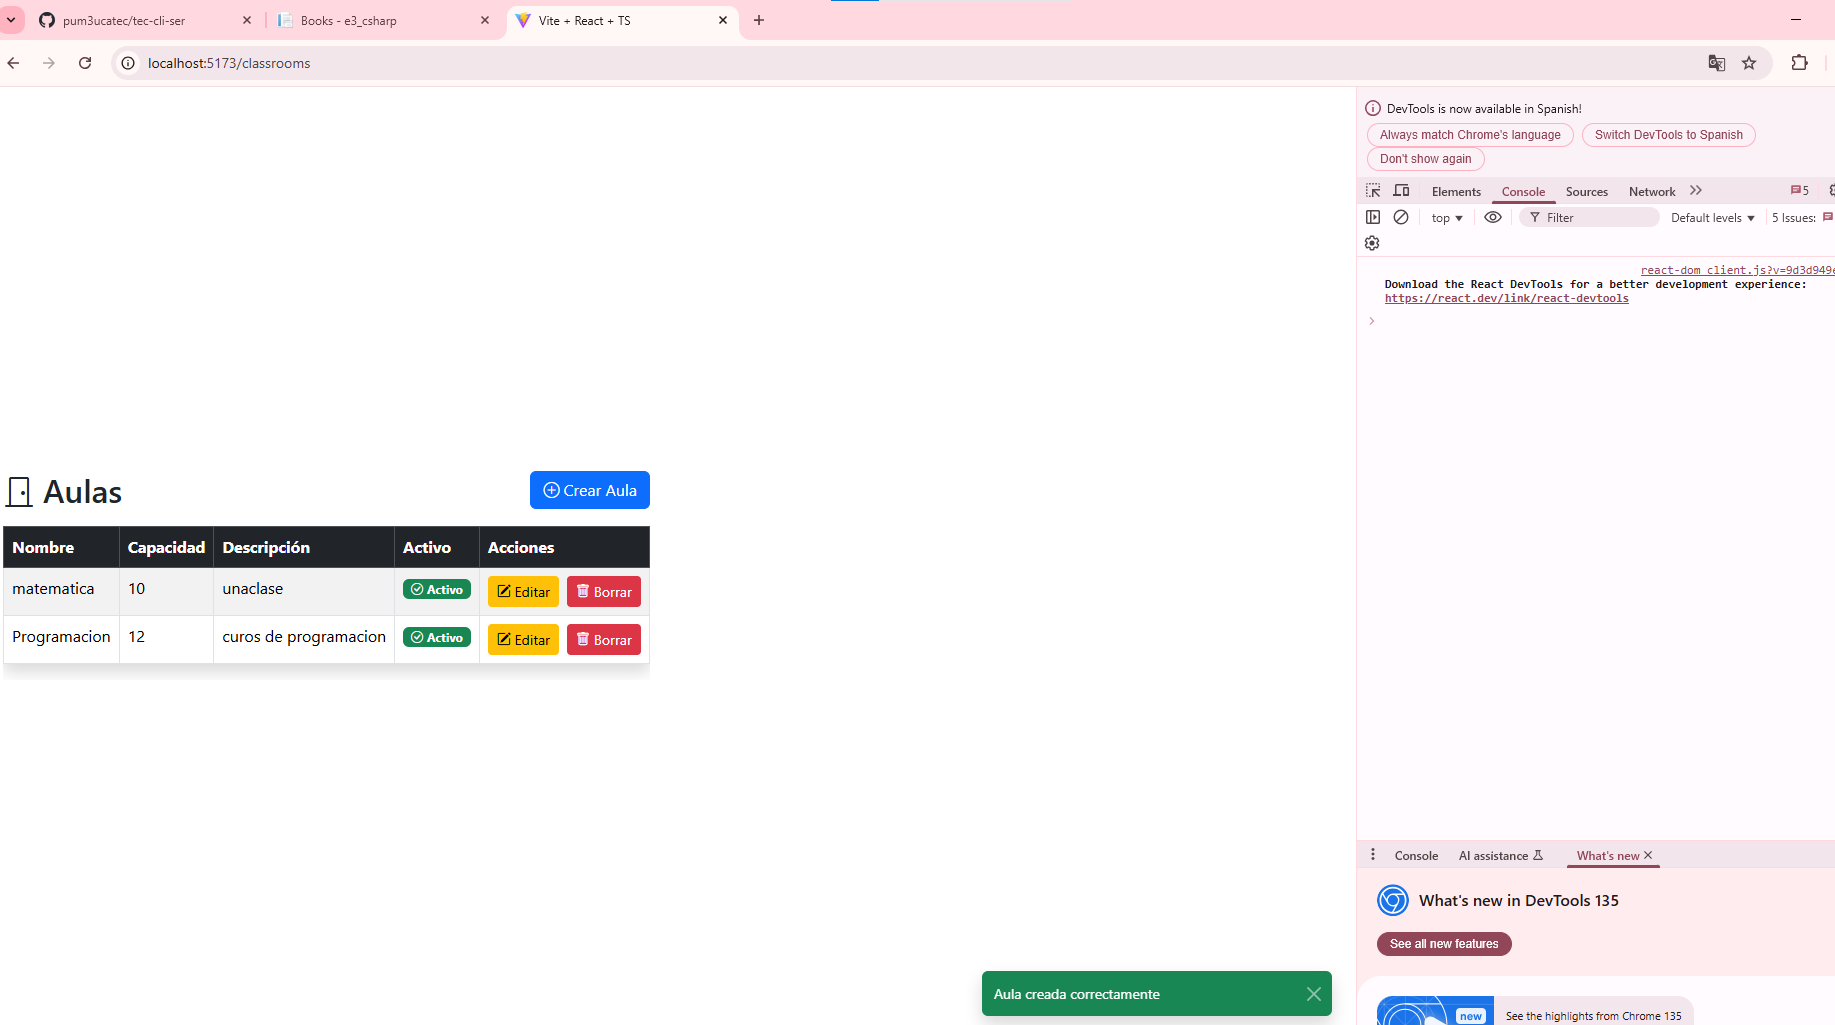 pum3ucatec/tec-cli-ser
Books - e3_csharp
Vite + React + TS
localhost:5173/classrooms
DevTools is now available in Spanish!
Always match Chrome's language
Switch DevTools to Spanish
Don't show again
Elements Console Sources Network 5
top Filter Default levels 5 Issues:
react-dom_client.js?v=9d3d949
Download the React DevTools for a better development experience:
https://react.dev/link/react-devtools
Aulas
Crear Aula
Nombre Capacidad Descripción Activo Acciones
matematica 10 unaclase Activo Editar Borrar
Programacion 12 curos de programacion Activo Editar Borrar
Console AI assistance What's new
What's new in DevTools 135
See all new features
new See the highlights from Chrome 135
Aula creada correctamente